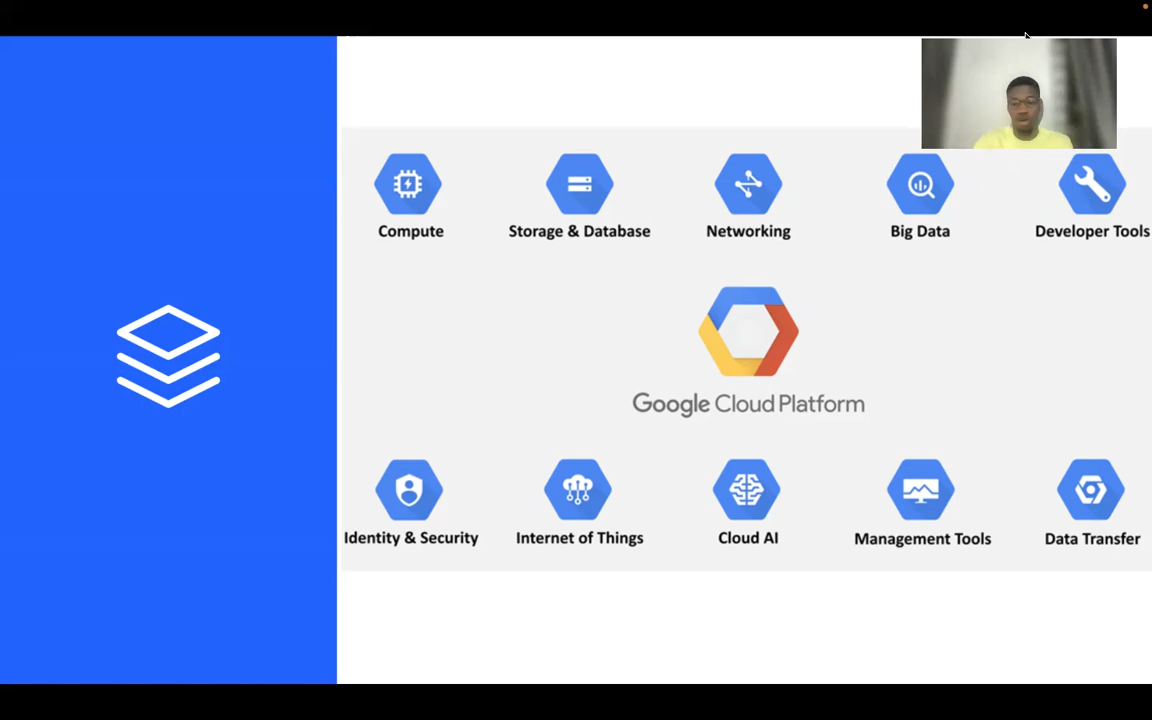 Compute
Storage & Database
Networking
Big Data
Developer Tools
Google Cloud Platform
Identity & Security
Internet of Things
Cloud AI
Management Tools
Data Transfer